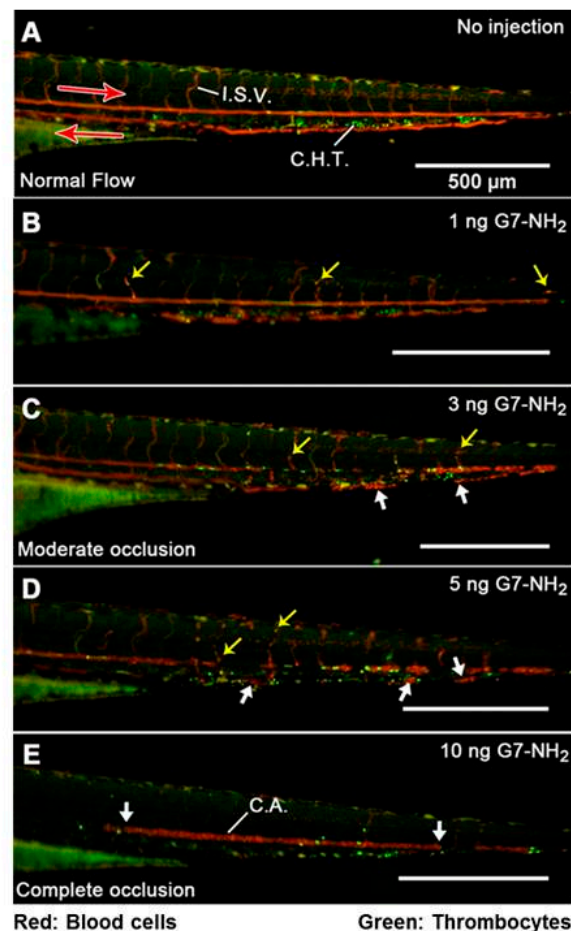 A
No injection
I.S.V.
C.H.T.
Normal Flow
500 µm
B
1 ng G7-NH₂
C
3 ng G7-NH₂
Moderate occlusion
D
5 ng G7-NH₂
E
10 ng G7-NH₂
C.A.
Complete occlusion
Red: Blood cells Green: Thrombocytes